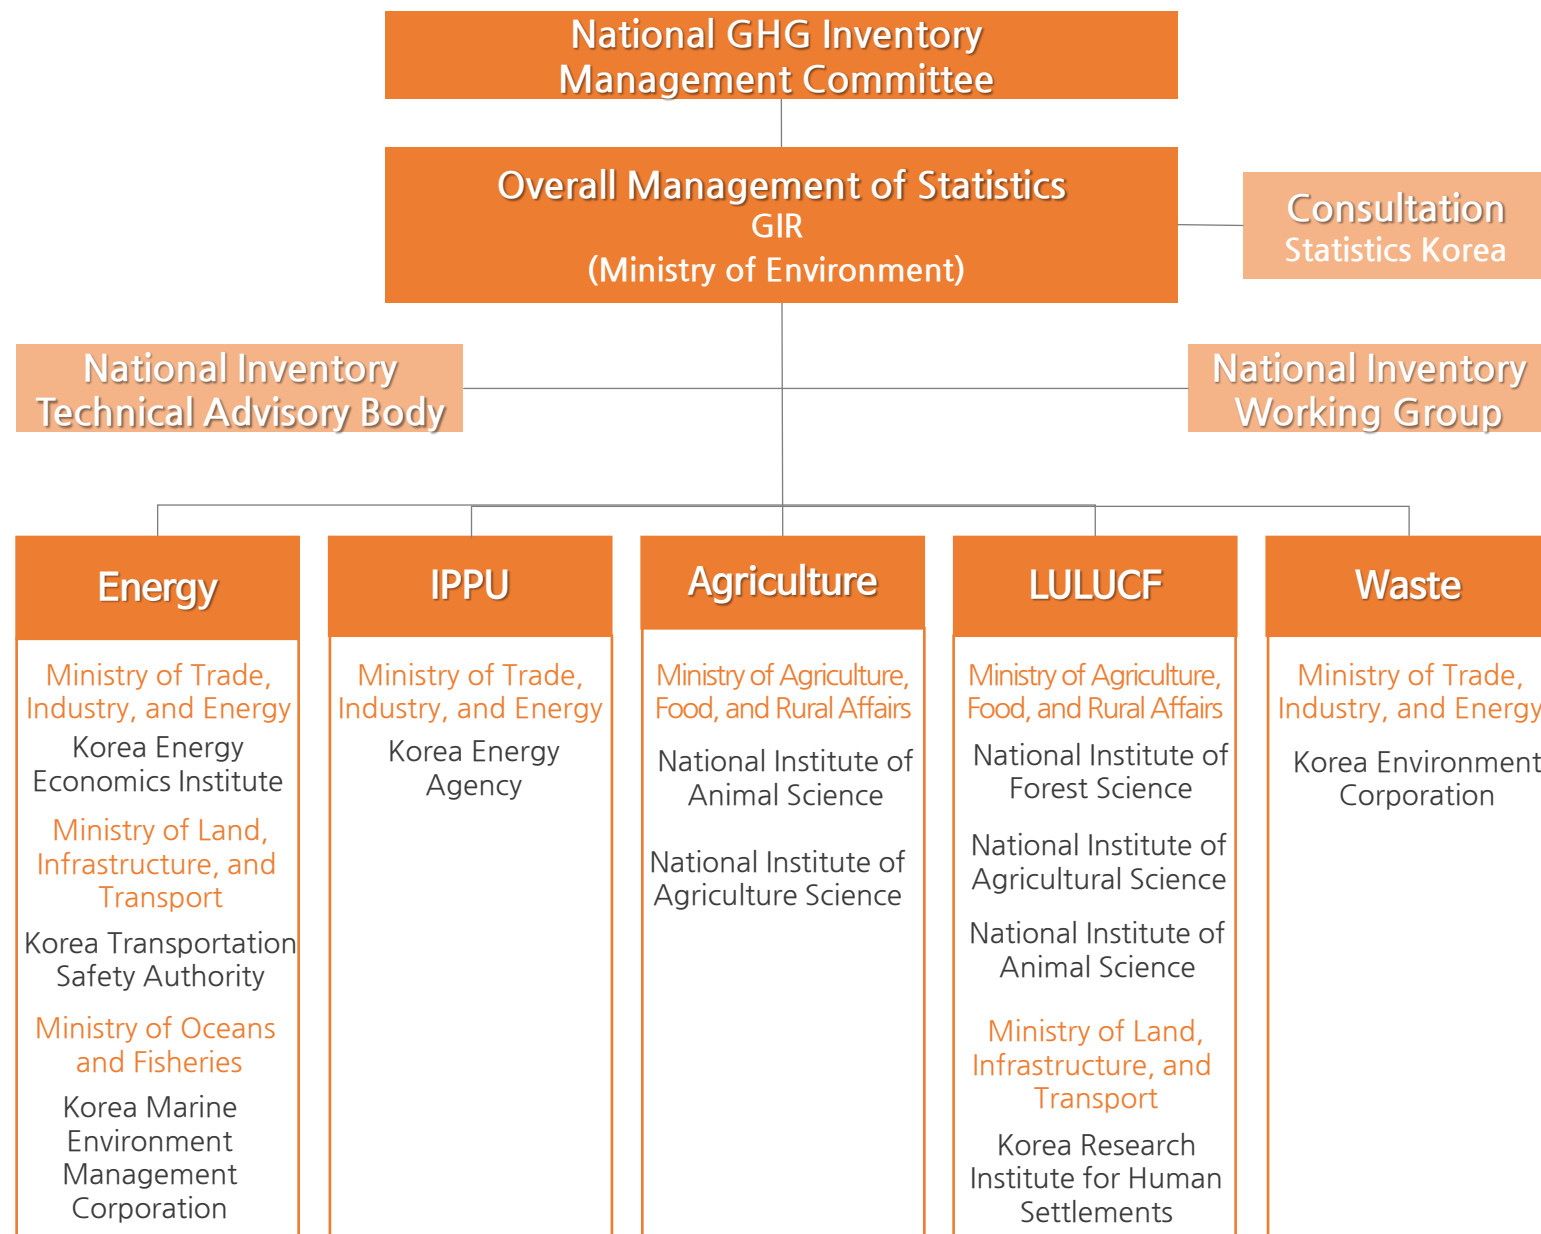 National GHG Inventory
Management Committee
Overall Management of Statistics
GIR
(Ministry of Environment)
Consultation
Statistics Korea
National Inventory
Technical Advisory Body
National Inventory
Working Group
Energy
Ministry of Trade,
Industry, and Energy
Korea Energy
Economics Institute
Ministry of Land,
Infrastructure, and
Transport
Korea Transportation
Safety Authority
Ministry of Oceans
and Fisheries
Korea Marine
Environment
Management
Corporation
IPPU
Ministry of Trade,
Industry, and Energy
Korea Energy
Agency
Agriculture
Ministry of Agriculture,
Food, and Rural Affairs
National Institute of
Animal Science
National Institute of
Agriculture Science
LULUCF
Ministry of Agriculture,
Food, and Rural Affairs
National Institute of
Forest Science
National Institute of
Agricultural Science
National Institute of
Animal Science
Ministry of Land,
Infrastructure, and
Transport
Korea Research
Institute for Human
Settlements
Waste
Ministry of Trade,
Industry, and Energy
Korea Environment
Corporation